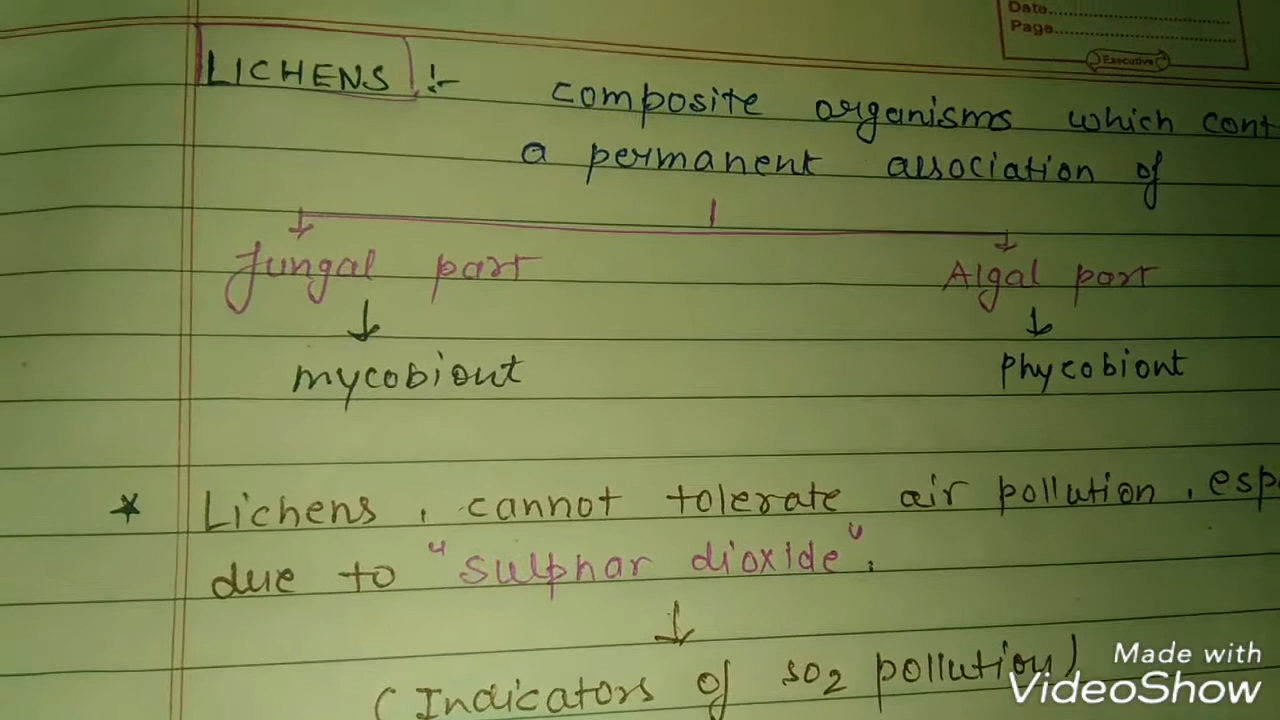 Date
Page
Executive
LICHENS :- composite organisms which cont
a permanent association of
Fungal part Algal part
mycobiont Phycobiont
* Lichens, cannot tolerate air pollution, esp
due to "sulphar dioxide".
(Indicators of SO2 pollution)
Made with
VideoShow